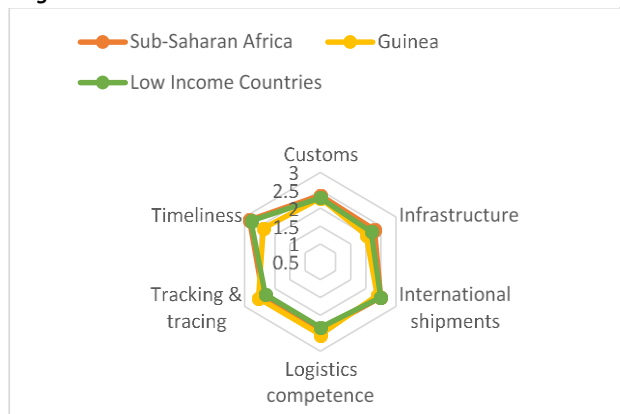 Sub-Saharan Africa
Guinea
Low Income Countries
Customs
3
2.5
2
1.5
1
0.5
Timeliness
Infrastructure
Tracking &
tracing
International
shipments
Logistics
competence